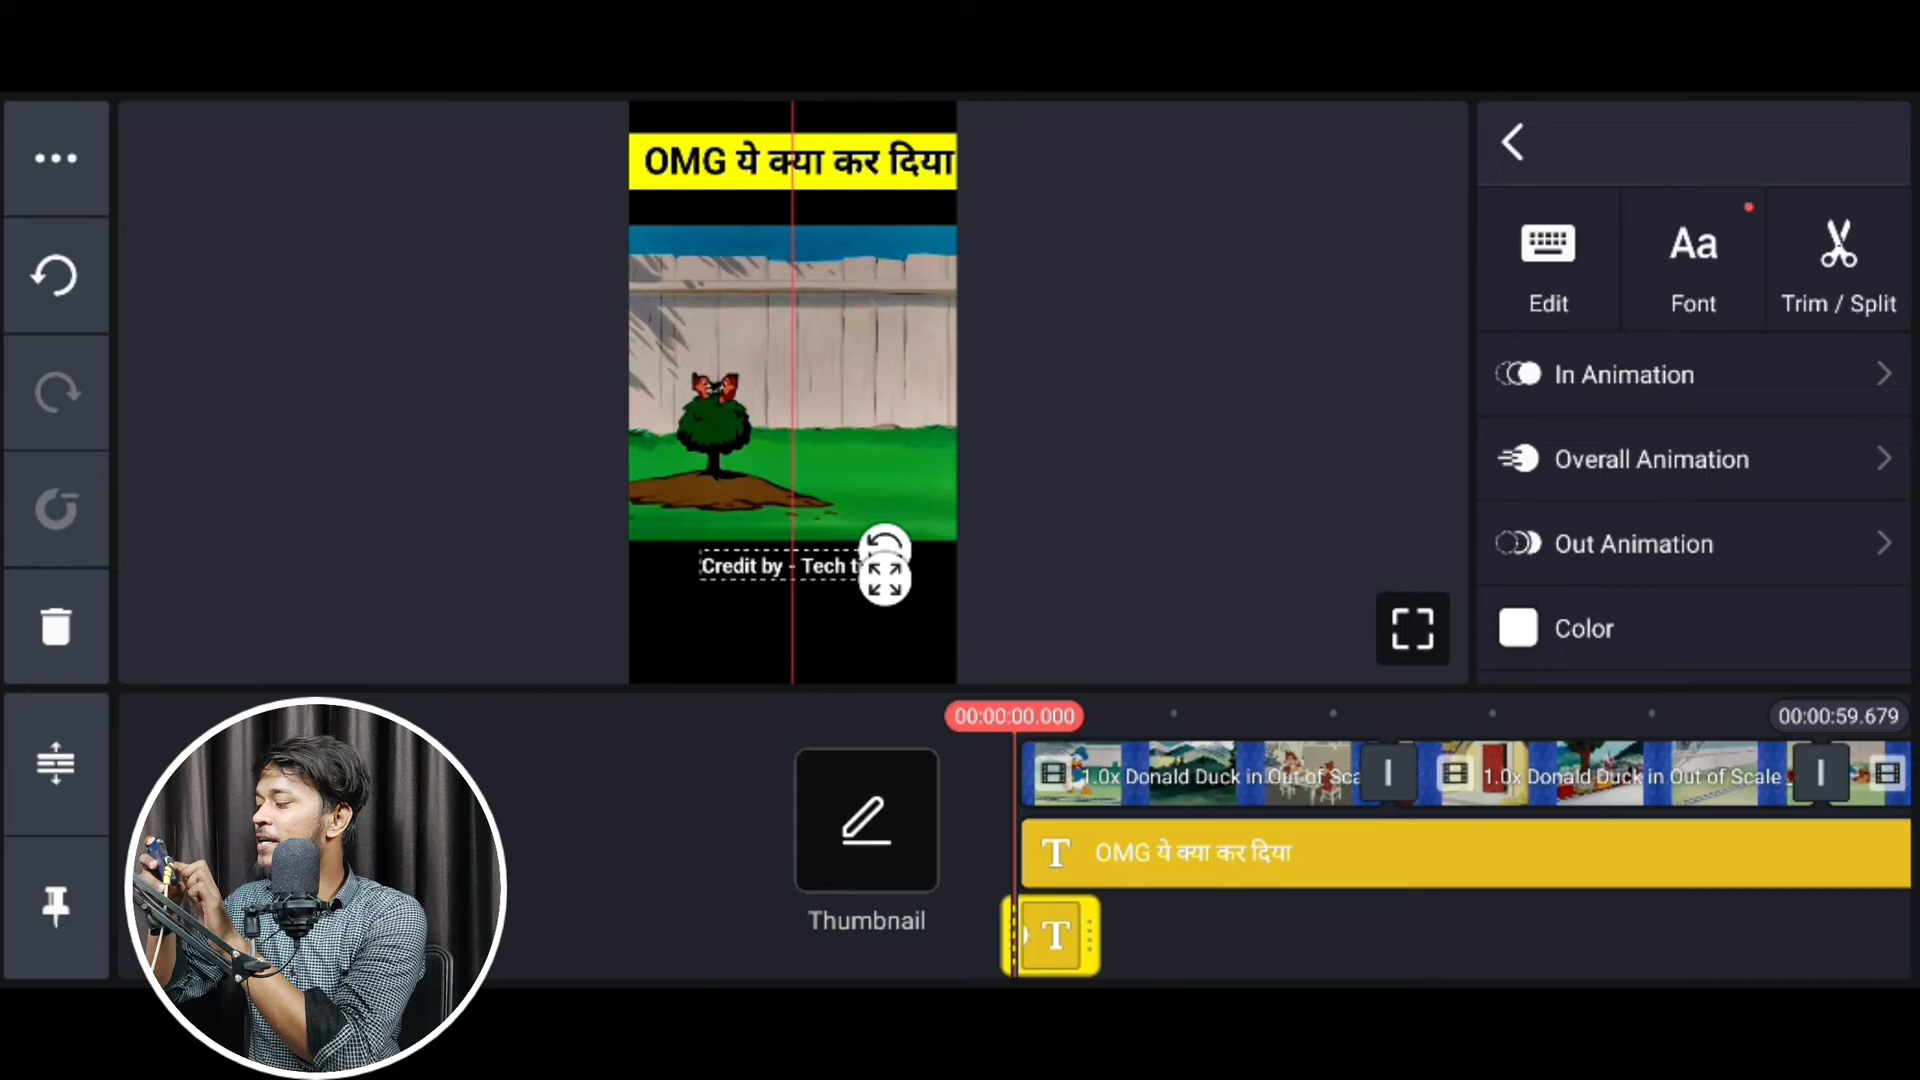 OMG ये क्या कर दिया
Credit by - Tech t
Edit
Aa
Font
Trim / Split
In Animation
Overall Animation
Out Animation
Color
00:00:00.000
00:00:59.679
1.0x Donald Duck in Out of Sca
1.0x Donald Duck in Out of Scale
T OMG ये क्या कर दिया
T
Thumbnail